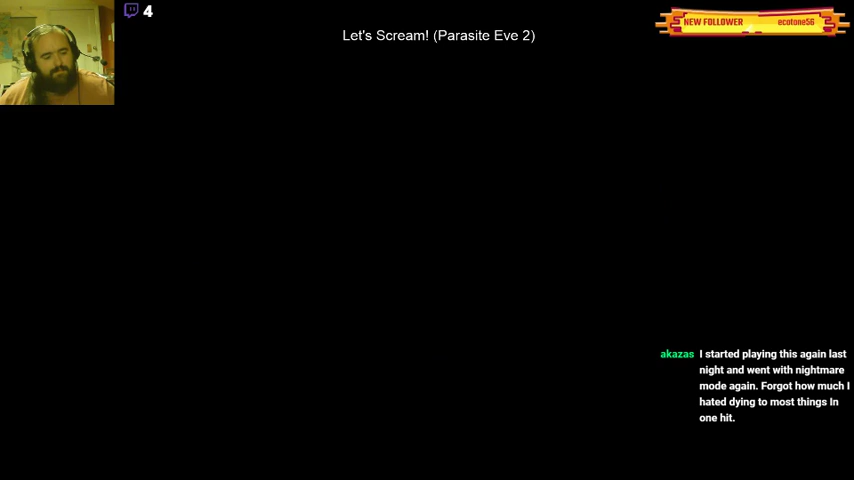 4
Let's Scream! (Parasite Eve 2)
NEW FOLLOWER ecotone56
akazas I started playing this again last
night and went with nightmare
mode again. Forgot how much I
hated dying to most things In
one hit.